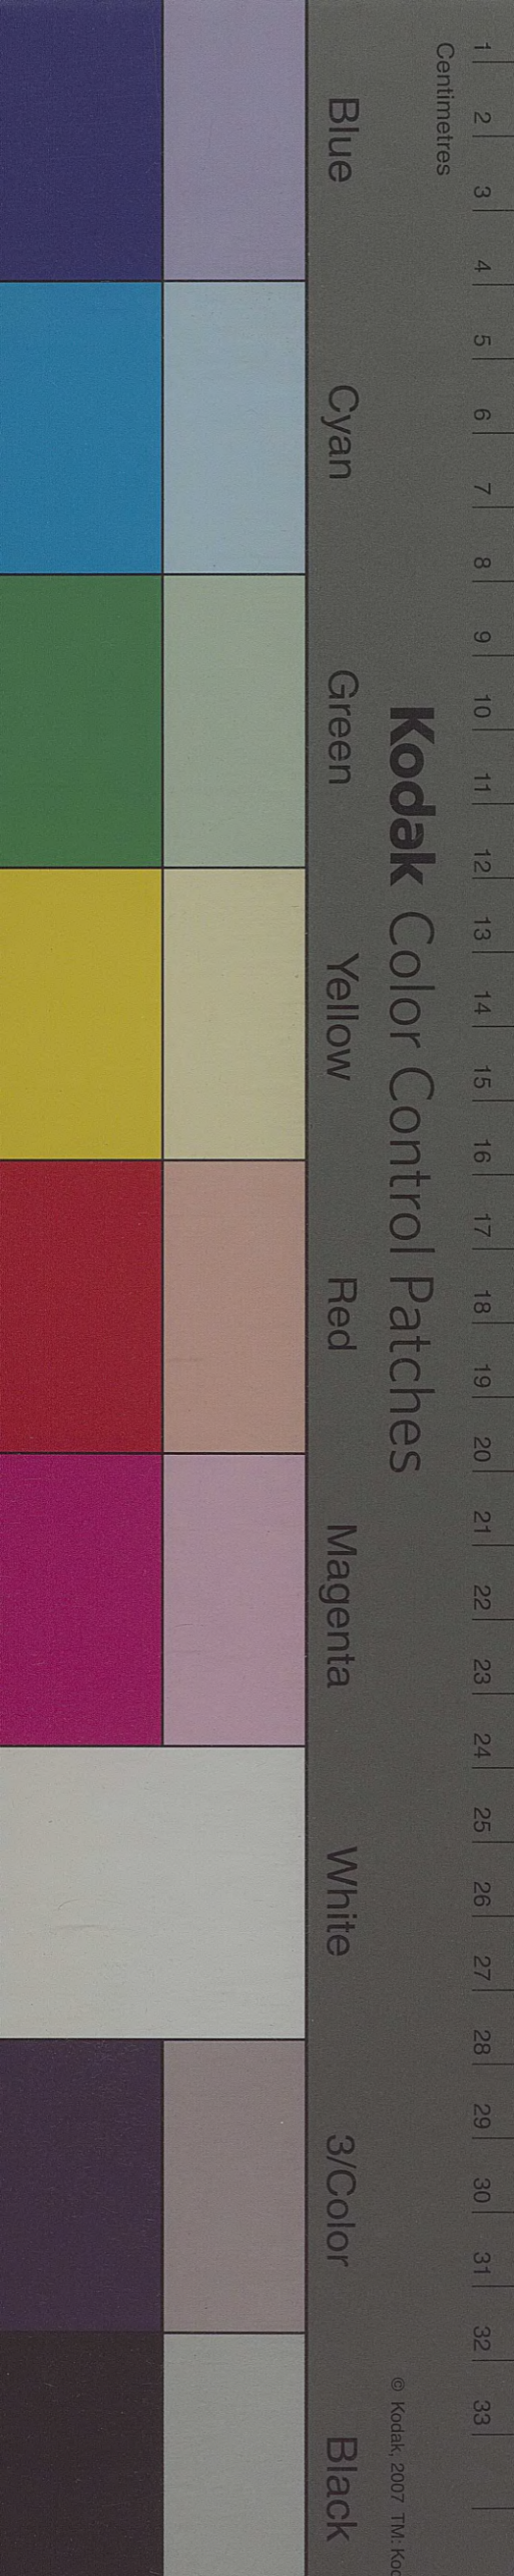 Centimetres
1 2 3 4 5 6 7 8 9 10 11 12 13 14 15 16 17 18 19 20 21 22 23 24 25 26 27 28 29 30 31 32 33
Kodak Color Control Patches
© Kodak, 2007 TM: Kod
Blue Cyan Green Yellow Red Magenta White 3/Color Black